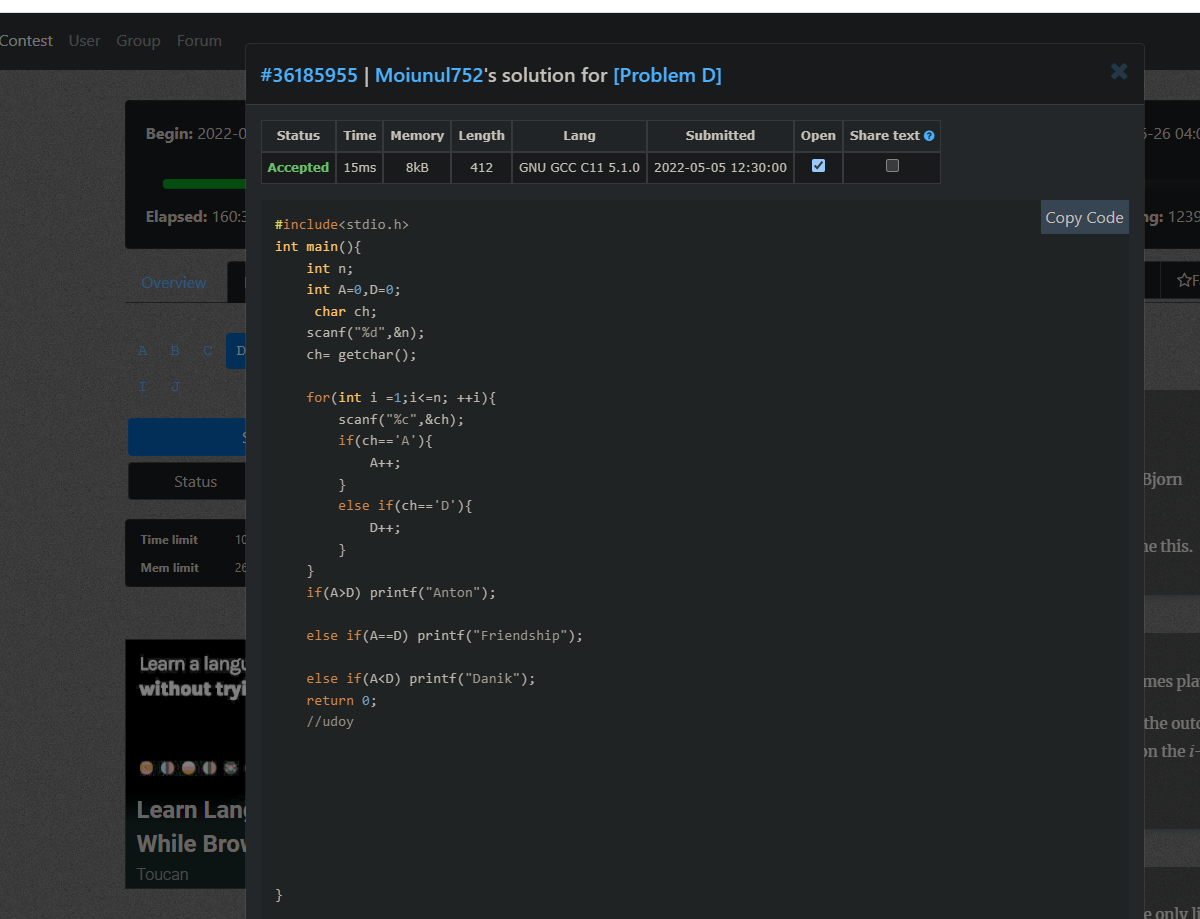 Contest User Group Forum
#36185955 | Moiunul752's solution for [Problem D]
Begin: 2022-0
Elapsed: 160:3
Overview
A B C D
I J
Status
Time limit 10
Mem limit 26
Learn a langu
without tryi
Learn Lang
While Brov
Toucan
Status Time Memory Length Lang Submitted Open Share text
Accepted 15ms 8kB 412 GNU GCC C11 5.1.0 2022-05-05 12:30:00
Copy Code
#include<stdio.h>
int main(){
    int n;
    int A=0,D=0;
     char ch;
    scanf("%d",&n);
    ch= getchar();
    for(int i =1;i<=n; ++i){
        scanf("%c",&ch);
        if(ch=='A'){
            A++;
        }
        else if(ch=='D'){
            D++;
        }
    }
    if(A>D) printf("Anton");
    else if(A==D) printf("Friendship");
    else if(A<D) printf("Danik");
    return 0;
    //udoy
}
5-26 04:0
ng: 1239
F
Bjorn
ne this.
mes pla
the outc
on the i-
e only li